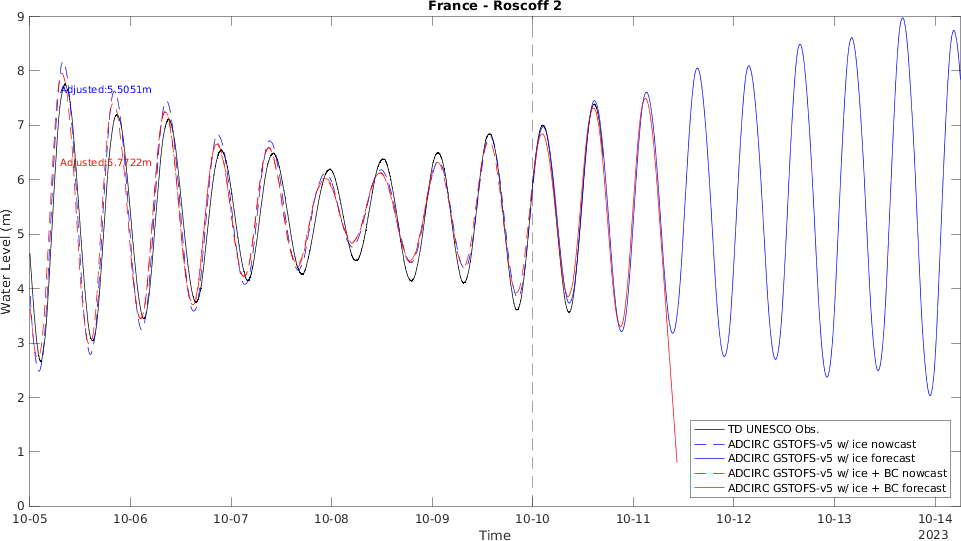 France - Roscoff 2
Water Level (m)
9
8
7
6
5
4
3
2
1
0
Adjusted:5.5051m
Adjusted:5.7722m
TD UNESCO Obs.
ADCIRC GSTOFS-v5 w/ ice nowcast
ADCIRC GSTOFS-v5 w/ ice forecast
ADCIRC GSTOFS-v5 w/ ice + BC nowcast
ADCIRC GSTOFS-v5 w/ ice + BC forecast
10-05 10-06 10-07 10-08 10-09 10-10 10-11 10-12 10-13 10-14
Time 2023